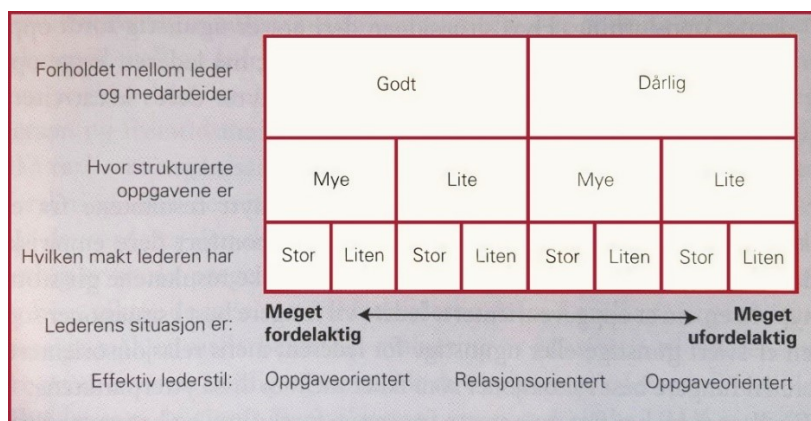 Forholdet mellom leder
og medarbeider
Godt Dårlig
Hvor strukturerte
oppgavene er
Mye Lite Mye Lite
Hvilken makt lederen har
Stor Liten Stor Liten Stor Liten Stor Liten
Lederens situasjon er:
Meget
fordelaktig
Meget
ufordelaktig
Effektiv lederstil:
Oppgaveorientert Relasjonsorientert Oppgaveorientert